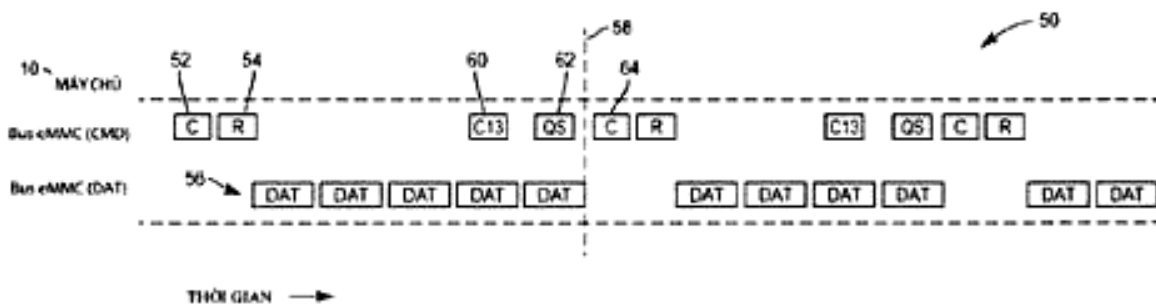 58 50
52 54 60 62 64
10 MÁY CHỦ
Bus eMMC (CMD) C R C13 QS C R C13 QS C R
Bus eMMC (DAT) 56 DAT DAT DAT DAT DAT DAT DAT DAT DAT DAT DAT
THỜI GIAN